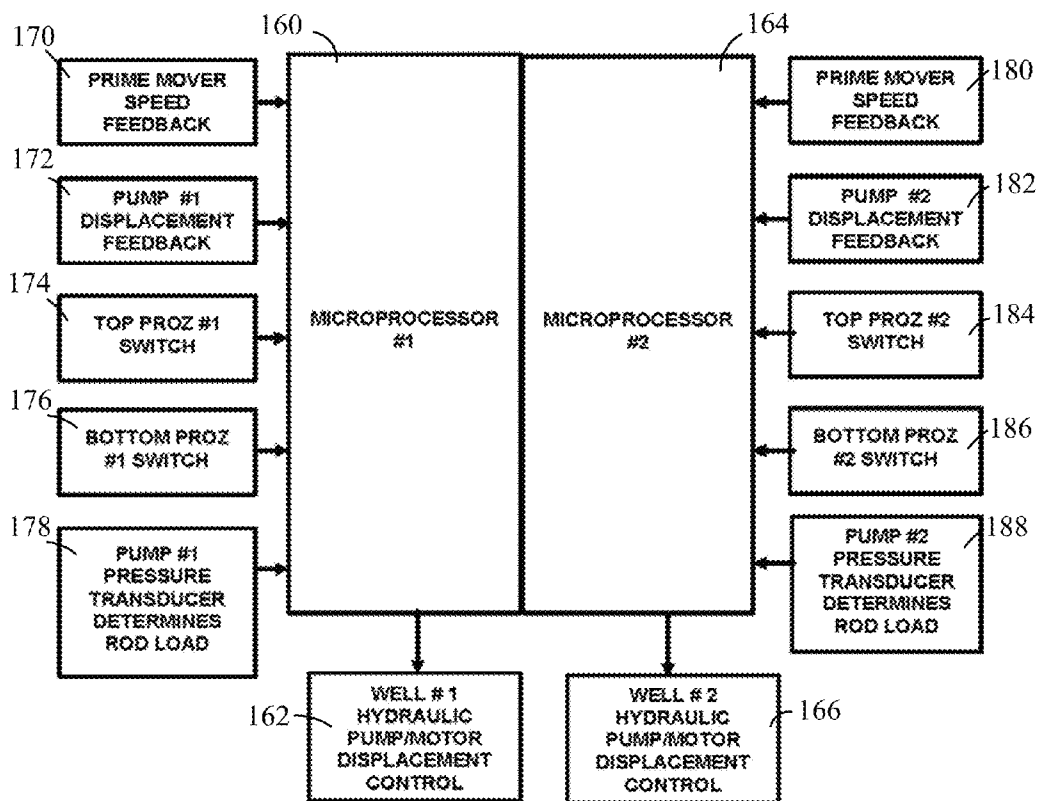 160
164
170
PRIME MOVER
SPEED
FEEDBACK
180
PRIME MOVER
SPEED
FEEDBACK
172
PUMP #1
DISPLACEMENT
FEEDBACK
182
PUMP #2
DISPLACEMENT
FEEDBACK
174
TOP PROZ #1
SWITCH
MICROPROCESSOR
#1
MICROPROCESSOR
#2
184
TOP PROZ #2
SWITCH
176
BOTTOM PROZ
#1 SWITCH
186
BOTTOM PROZ
#2 SWITCH
178
PUMP #1
PRESSURE
TRANSDUCER
DETERMINES
ROD LOAD
188
PUMP #2
PRESSURE
TRANSDUCER
DETERMINES
ROD LOAD
162
WELL # 1
HYDRAULIC
PUMP/MOTOR
DISPLACEMENT
CONTROL
166
WELL # 2
HYDRAULIC
PUMP/MOTOR
DISPLACEMENT
CONTROL